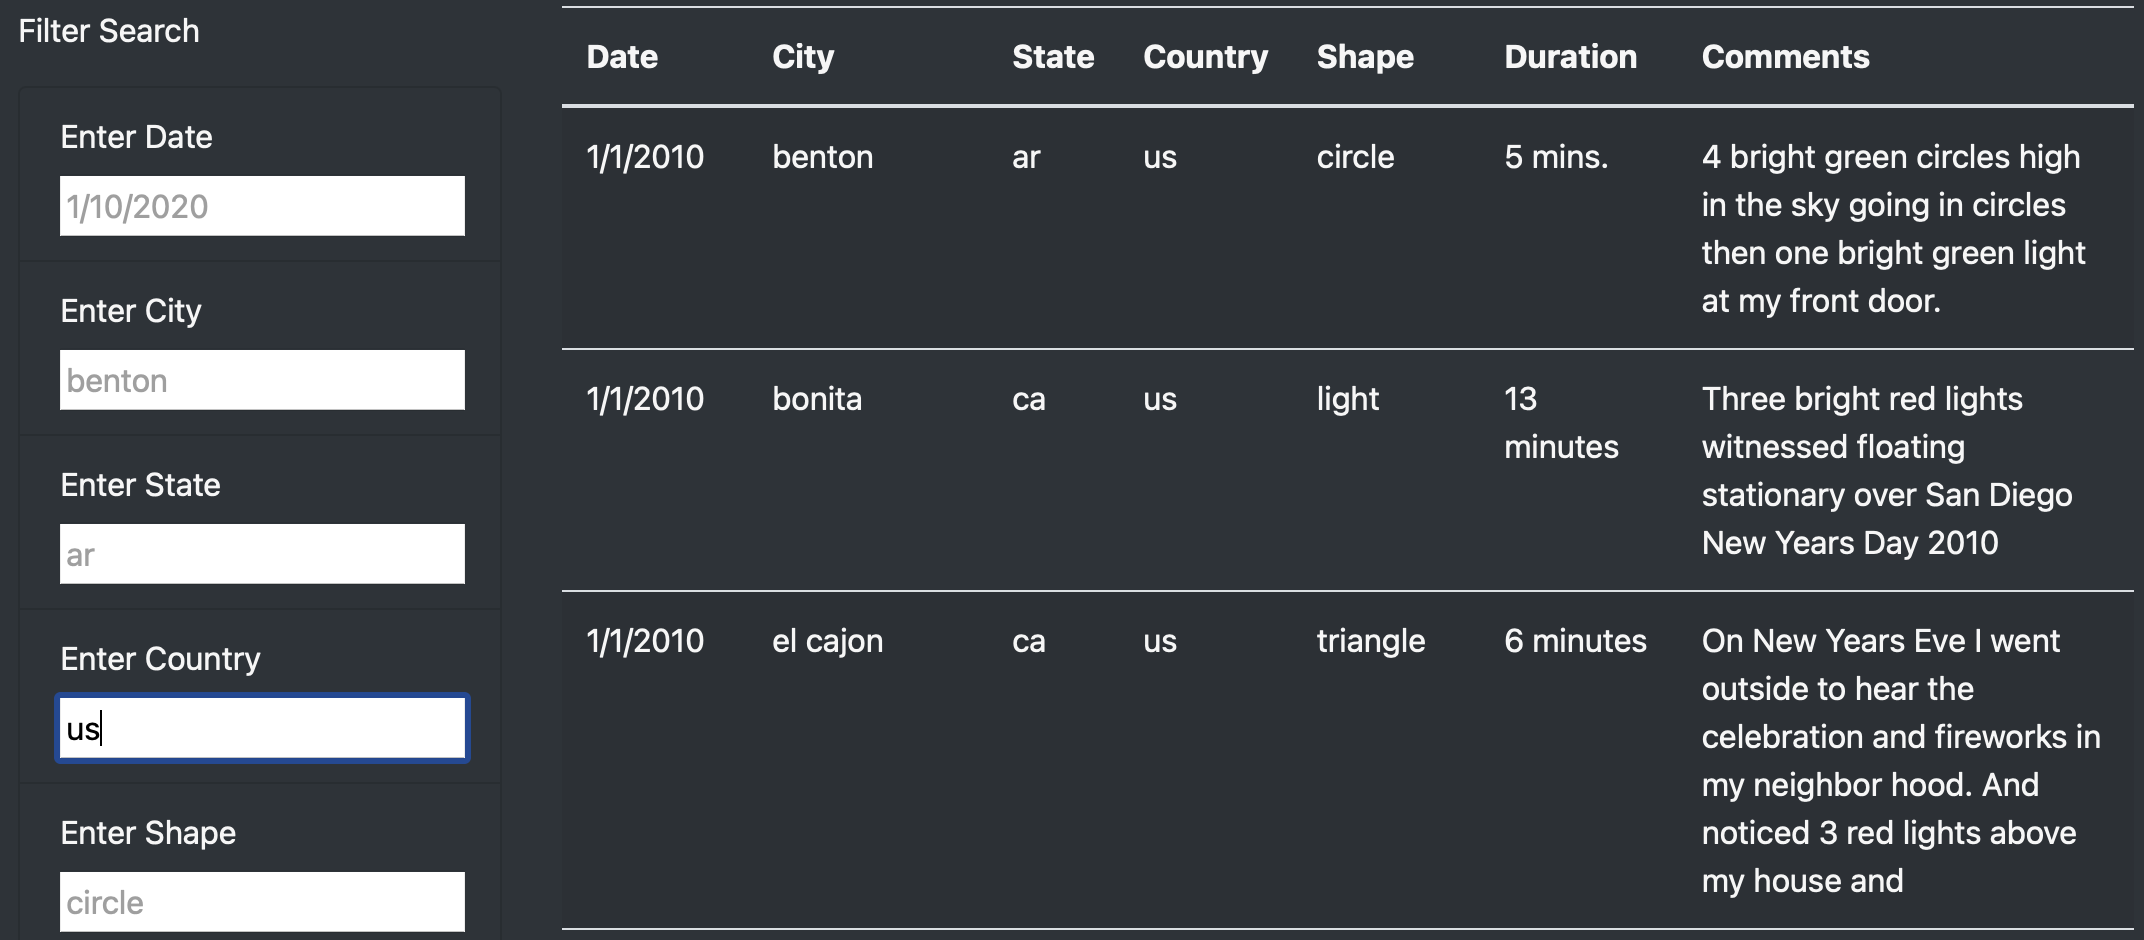 Filter Search
Enter Date
1/10/2020
Enter City
benton
Enter State
ar
Enter Country
us
Enter Shape
circle
Date City State Country Shape Duration Comments
1/1/2010 benton ar us circle 5 mins. 4 bright green circles high
in the sky going in circles
then one bright green light
at my front door.
1/1/2010 bonita ca us light 13 Three bright red lights
minutes witnessed floating
stationary over San Diego
New Years Day 2010
1/1/2010 el cajon ca us triangle 6 minutes On New Years Eve I went
outside to hear the
celebration and fireworks in
my neighbor hood. And
noticed 3 red lights above
my house and